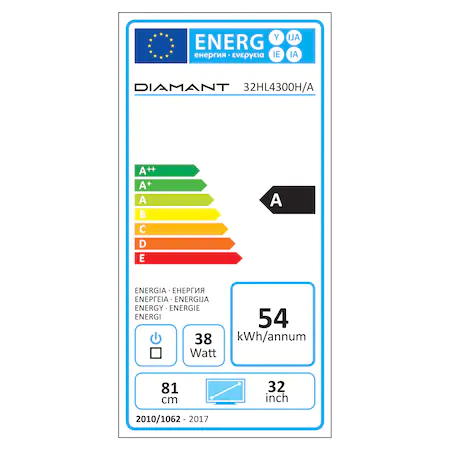 ENERG Y IJA
енергия · ενεργεια IE IA
DIAMANT 32HL4300H/A
A++
A+
A
B
C
D
E
A
ENERGIA · ЕНЕРГИЯ
ΕΝΕΡΓΕΙΑ · ENERGIJA
ENERGY · ENERGIE
ENERGI
54
kWh/annum
38
Watt
81
cm
32
inch
2010/1062 - 2017